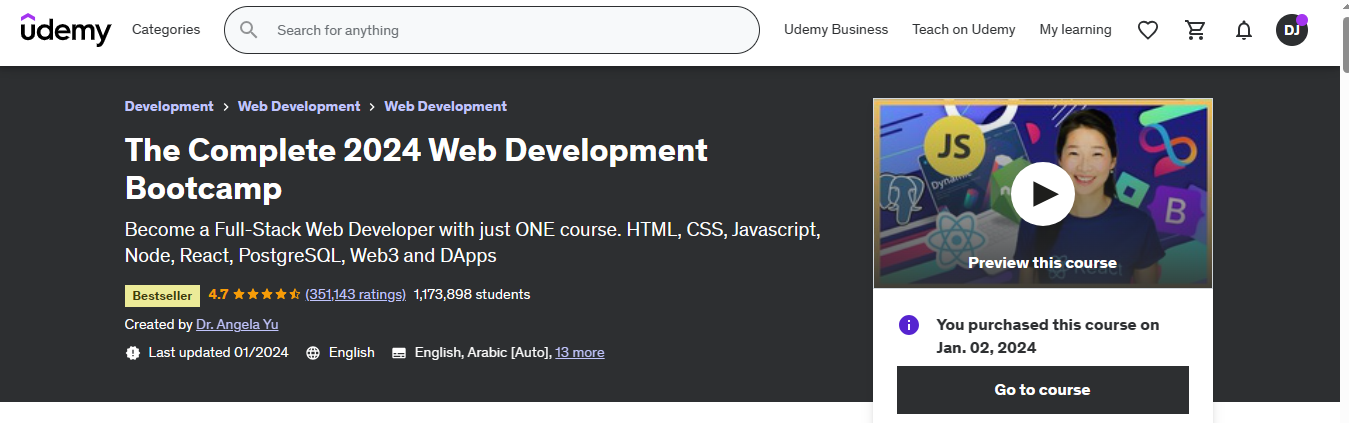 udemy
Categories
Search for anything
Udemy Business
Teach on Udemy
My learning
DJ
Development > Web Development > Web Development
The Complete 2024 Web Development
Bootcamp
Become a Full-Stack Web Developer with just ONE course. HTML, CSS, Javascript,
Node, React, PostgreSQL, Web3 and DApps
Bestseller 4.7 (351,143 ratings) 1,173,898 students
Created by Dr. Angela Yu
Last updated 01/2024 English English, Arabic [Auto], 13 more
JS
Dynamic
B
React
Preview this course
You purchased this course on
Jan. 02, 2024
Go to course